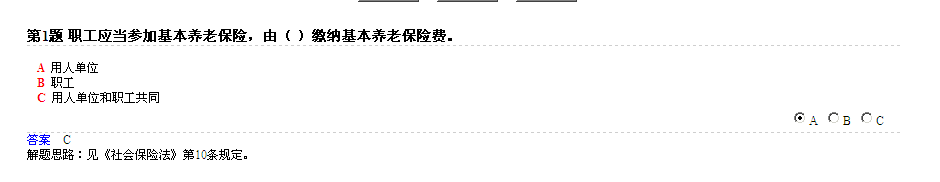 第1题 职工应当参加基本养老保险，由（ ）缴纳基本养老保险费。
A 用人单位
B 职工
C 用人单位和职工共同
A B C
答案 C
解题思路：见《社会保险法》第10条规定。